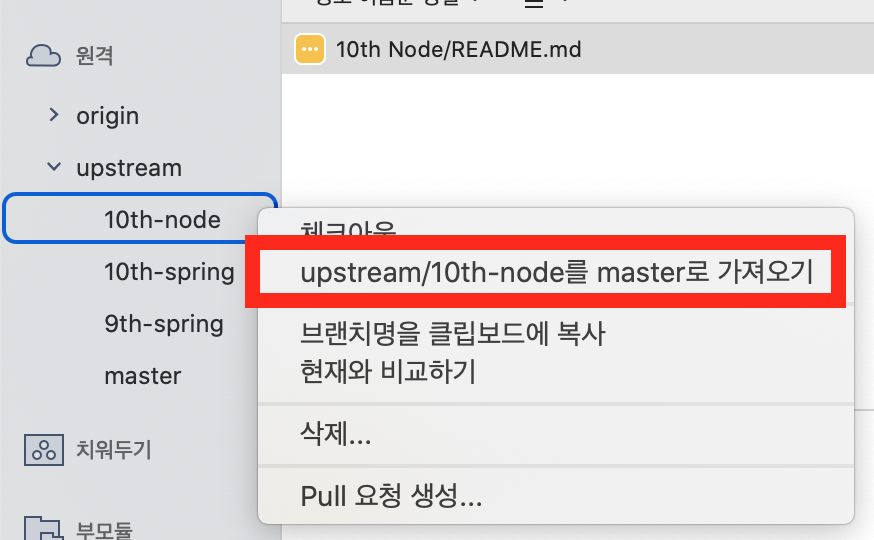 원격
10th Node/README.md
origin
upstream
10th-node
체크아웃
10th-spring
upstream/10th-node를 master로 가져오기
9th-spring
브랜치명을 클립보드에 복사
master
현재와 비교하기
삭제...
치워두기
Pull 요청 생성...
부모듈